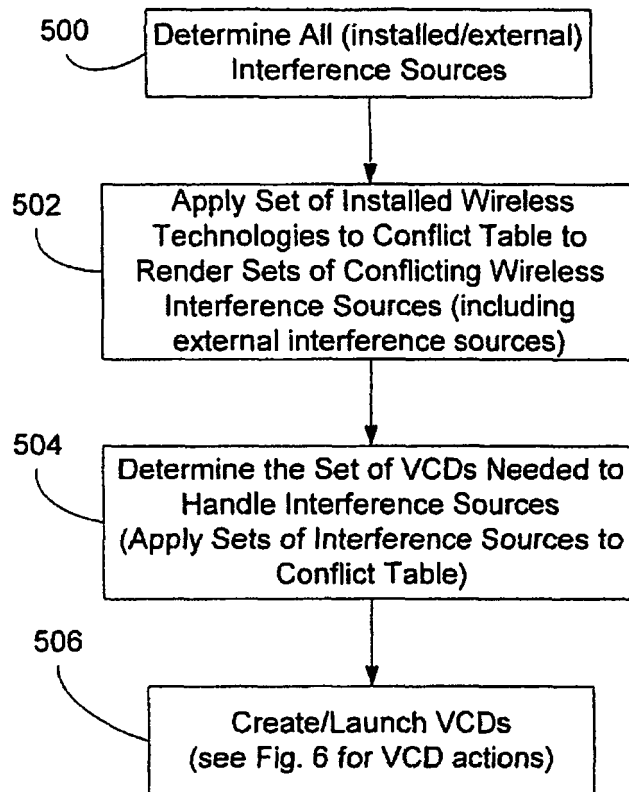 500
Determine All (installed/external)
Interference Sources
502
Apply Set of Installed Wireless
Technologies to Conflict Table to
Render Sets of Conflicting Wireless
Interference Sources (including
external interference sources)
504
Determine the Set of VCDs Needed to
Handle Interference Sources
(Apply Sets of Interference Sources to
Conflict Table)
506
Create/Launch VCDs
(see Fig. 6 for VCD actions)